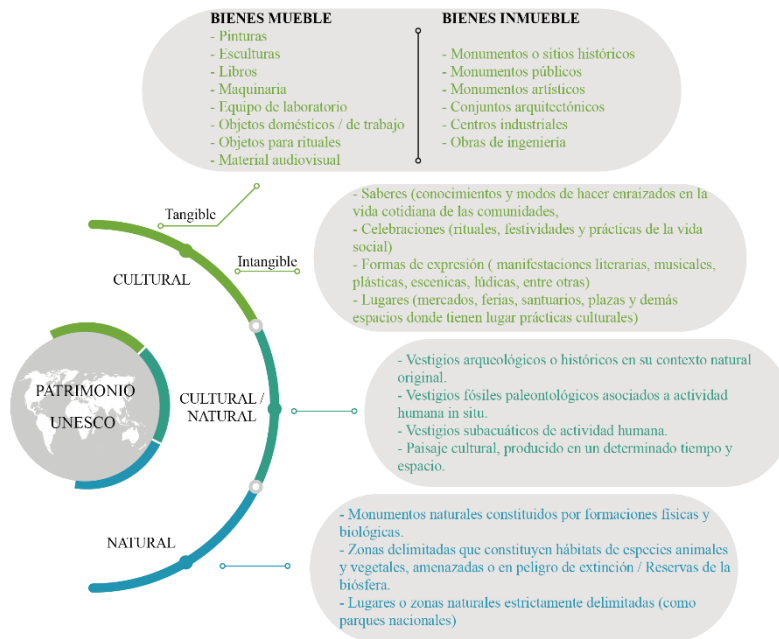 BIENES MUEBLE
- Pinturas
- Esculturas
- Libros
- Maquinaria
- Equipo de laboratorio
- Objetos domésticos / de trabajo
- Objetos para rituales
- Material audiovisual
BIENES INMUEBLE
- Monumentos o sitios históricos
- Monumentos públicos
- Monumentos artísticos
- Conjuntos arquitectónicos
- Centros industriales
- Obras de ingeniería
Tangible
Intangible
CULTURAL
- Saberes (conocimientos y modos de hacer enraizados en la
vida cotidiana de las comunidades,
- Celebraciones (rituales, festividades y prácticas de la vida
social)
- Formas de expresión ( manifestaciones literarias, musicales,
plásticas, escenicas, lúdicas, entre otras)
- Lugares (mercados, ferias, santuarios, plazas y demás
espacios donde tienen lugar prácticas culturales)
PATRIMONIO
UNESCO
CULTURAL /
NATURAL
- Vestigios arqueológicos o históricos en su contexto natural
original.
- Vestigios fósiles paleontológicos asociados a actividad
humana in situ.
- Vestigios subacuáticos de actividad humana.
- Paisaje cultural, producido en un determinado tiempo y
espacio.
NATURAL
- Monumentos naturales constituidos por formaciones físicas y
biológicas.
- Zonas delimitadas que constituyen hábitats de especies animales
y vegetales, amenazadas o en peligro de extinción / Reservas de la
biósfera.
- Lugares o zonas naturales estrictamente delimitadas (como
parques nacionales)